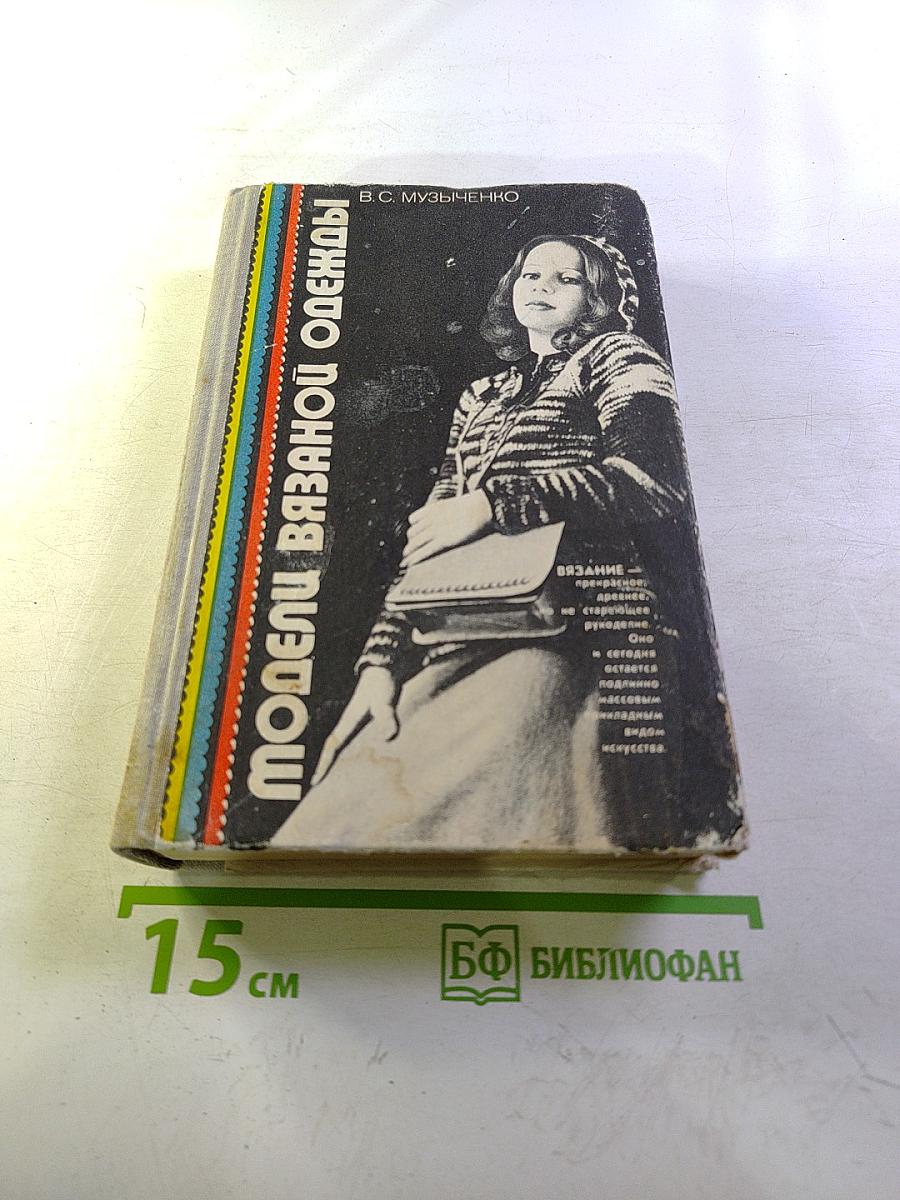 В. С. МУЗЫЧЕНКО
МОДЕЛИ ВЯЗАНОЙ ОДЕЖДЫ
ВЯЗАНИЕ —
прекрасное,
древнее,
не стареющее
рукоделие.
Оно
и сегодня
остается
подлинно
массовым
прикладным
видом
искусства.
15 см
БФ БИБЛИОФАН